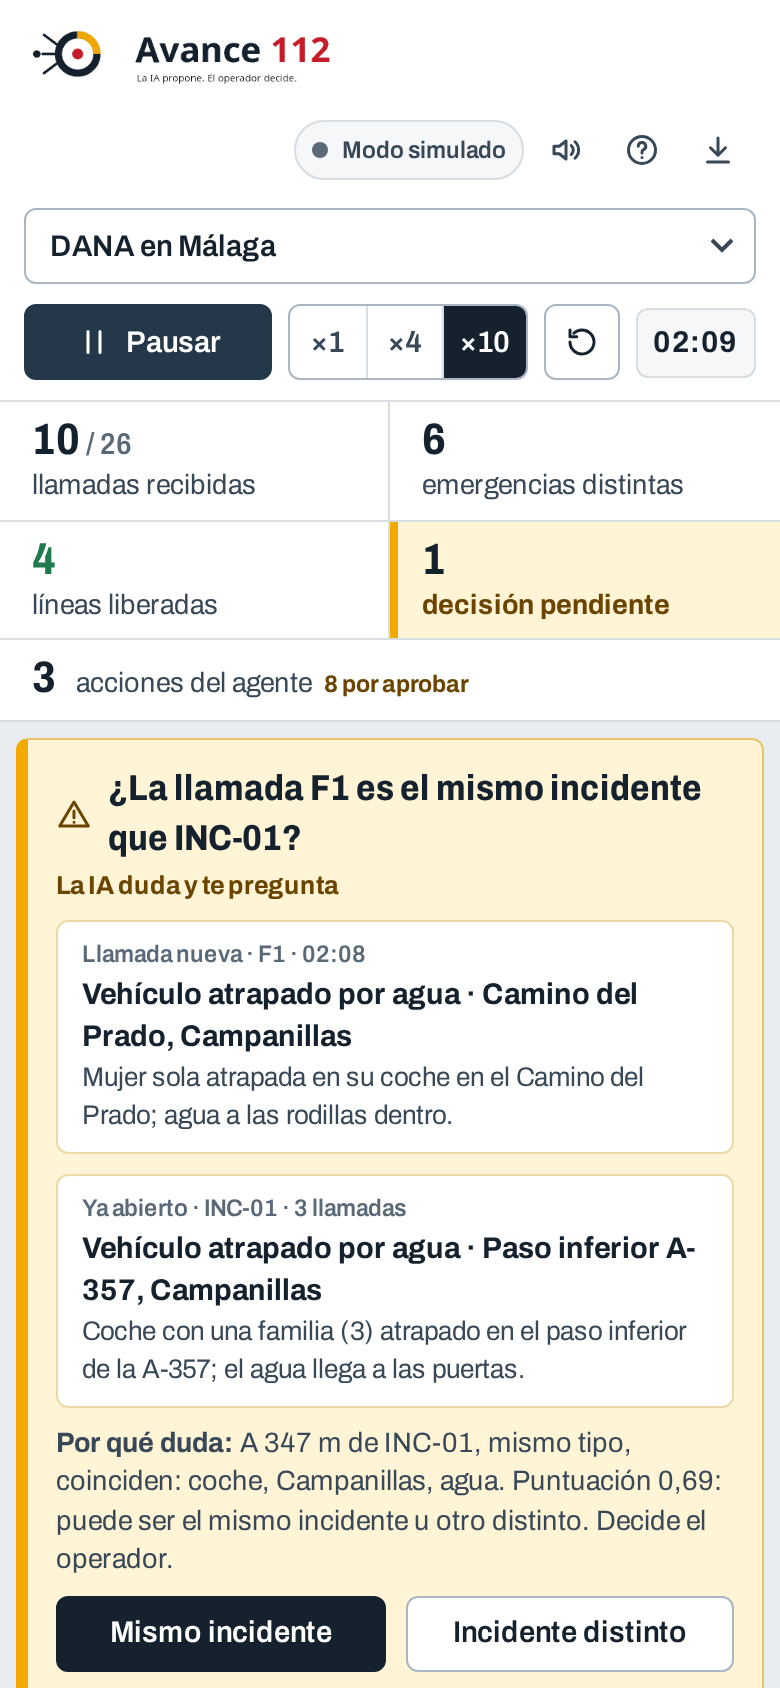 Avance 112
La IA propone. El operador decide.
Modo simulado
DANA en Málaga
Pausar
×1
×4
×10
02:09
10 / 26
llamadas recibidas
6
emergencias distintas
4
líneas liberadas
1
decisión pendiente
3 acciones del agente 8 por aprobar
¿La llamada F1 es el mismo incidente
que INC-01?
La IA duda y te pregunta
Llamada nueva · F1 · 02:08
Vehículo atrapado por agua · Camino del
Prado, Campanillas
Mujer sola atrapada en su coche en el Camino del
Prado; agua a las rodillas dentro.
Ya abierto · INC-01 · 3 llamadas
Vehículo atrapado por agua · Paso inferior A-
357, Campanillas
Coche con una familia (3) atrapado en el paso inferior
de la A-357; el agua llega a las puertas.
Por qué duda: A 347 m de INC-01, mismo tipo,
coinciden: coche, Campanillas, agua. Puntuación 0,69:
puede ser el mismo incidente u otro distinto. Decide el
operador.
Mismo incidente
Incidente distinto